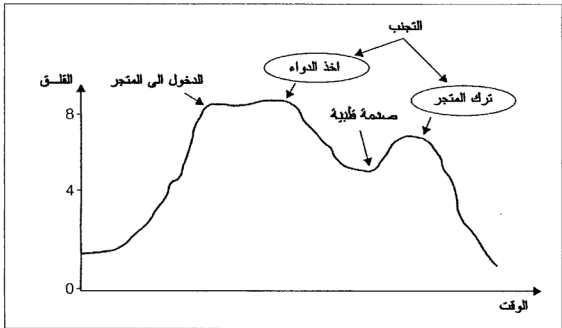 التجنب
اخذ الدواء
الدخول الى المتجر
القلـــق
ترك المتجر
صدمة قلبية
8
4
0
الوقت